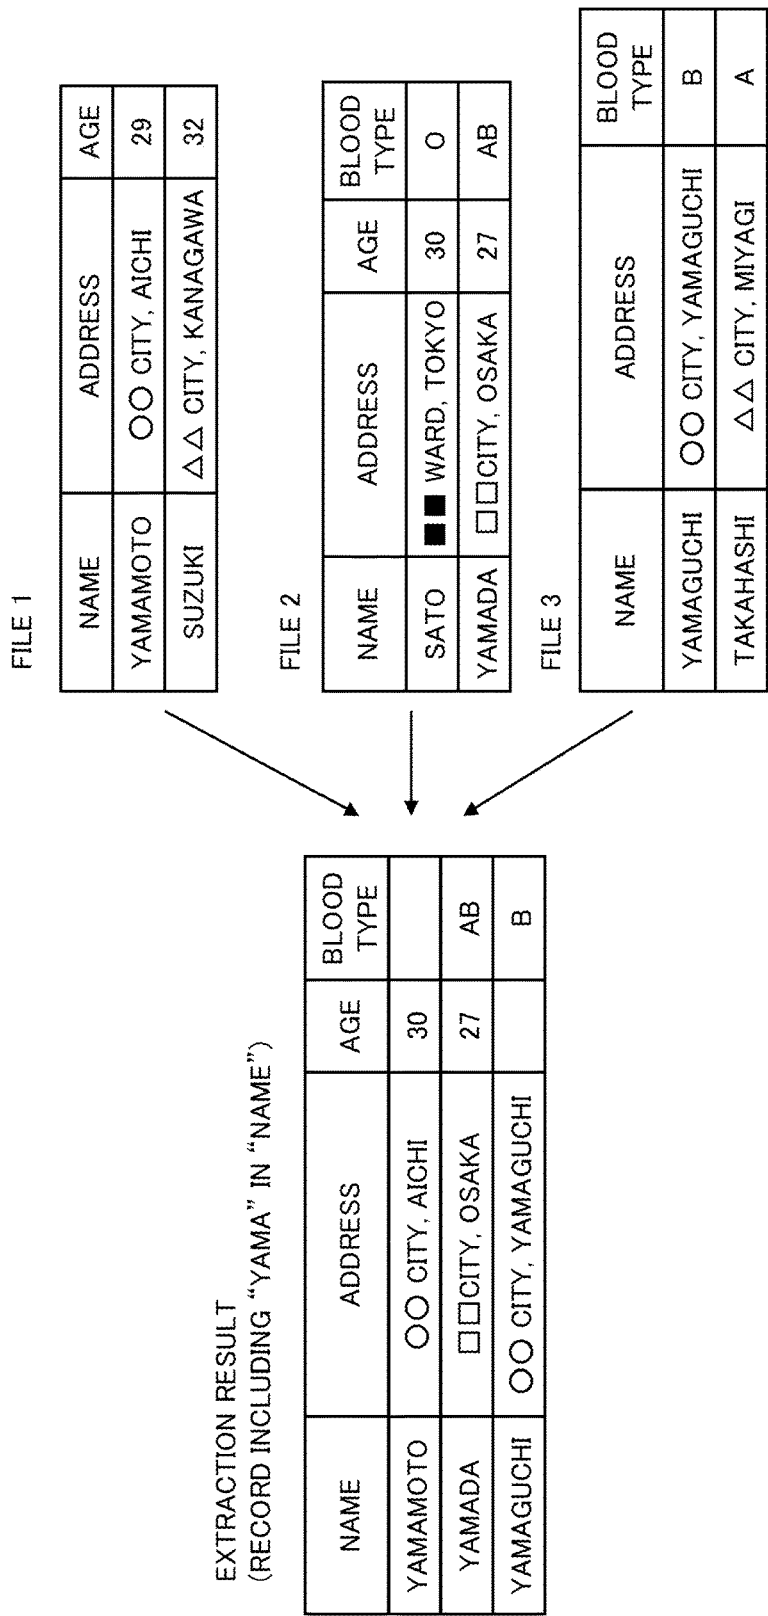 FILE 1
NAME ADDRESS AGE
YAMAMOTO ○○ CITY, AICHI 29
SUZUKI △△ CITY, KANAGAWA 32
FILE 2
NAME ADDRESS AGE BLOOD TYPE
SATO ■■ WARD, TOKYO 30 O
YAMADA □□CITY, OSAKA 27 AB
FILE 3
NAME ADDRESS BLOOD TYPE
YAMAGUCHI ○○ CITY, YAMAGUCHI B
TAKAHASHI △△ CITY, MIYAGI A
EXTRACTION RESULT
(RECORD INCLUDING “YAMA” IN “NAME”)
NAME ADDRESS AGE BLOOD TYPE
YAMAMOTO ○○ CITY, AICHI 30
YAMADA □□CITY, OSAKA 27 AB
YAMAGUCHI ○○ CITY, YAMAGUCHI B